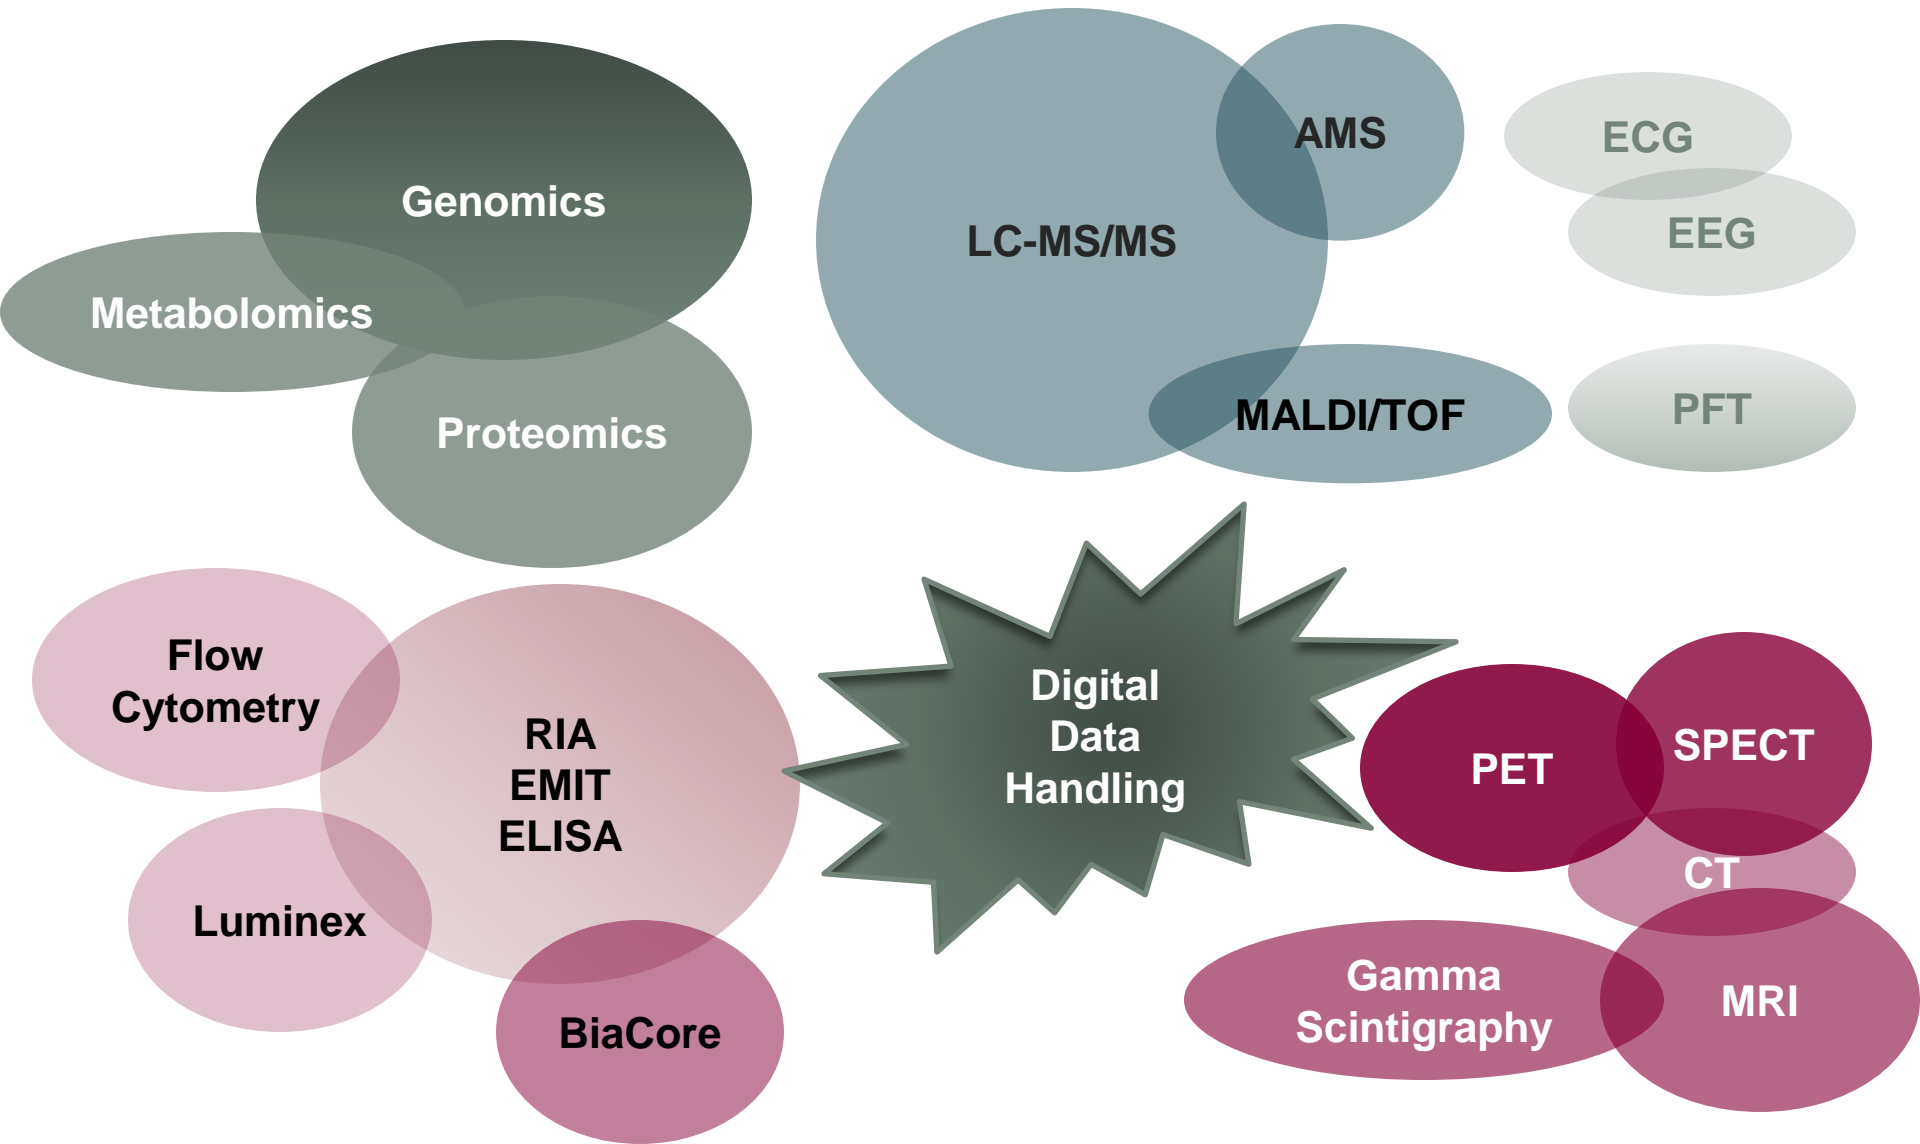 Genomics
Metabolomics
Proteomics
LC-MS/MS
AMS
MALDI/TOF
ECG
EEG
PFT
Flow
Cytometry
RIA
EMIT
ELISA
Luminex
BiaCore
Digital
Data
Handling
PET
SPECT
CT
Gamma
Scintigraphy
MRI